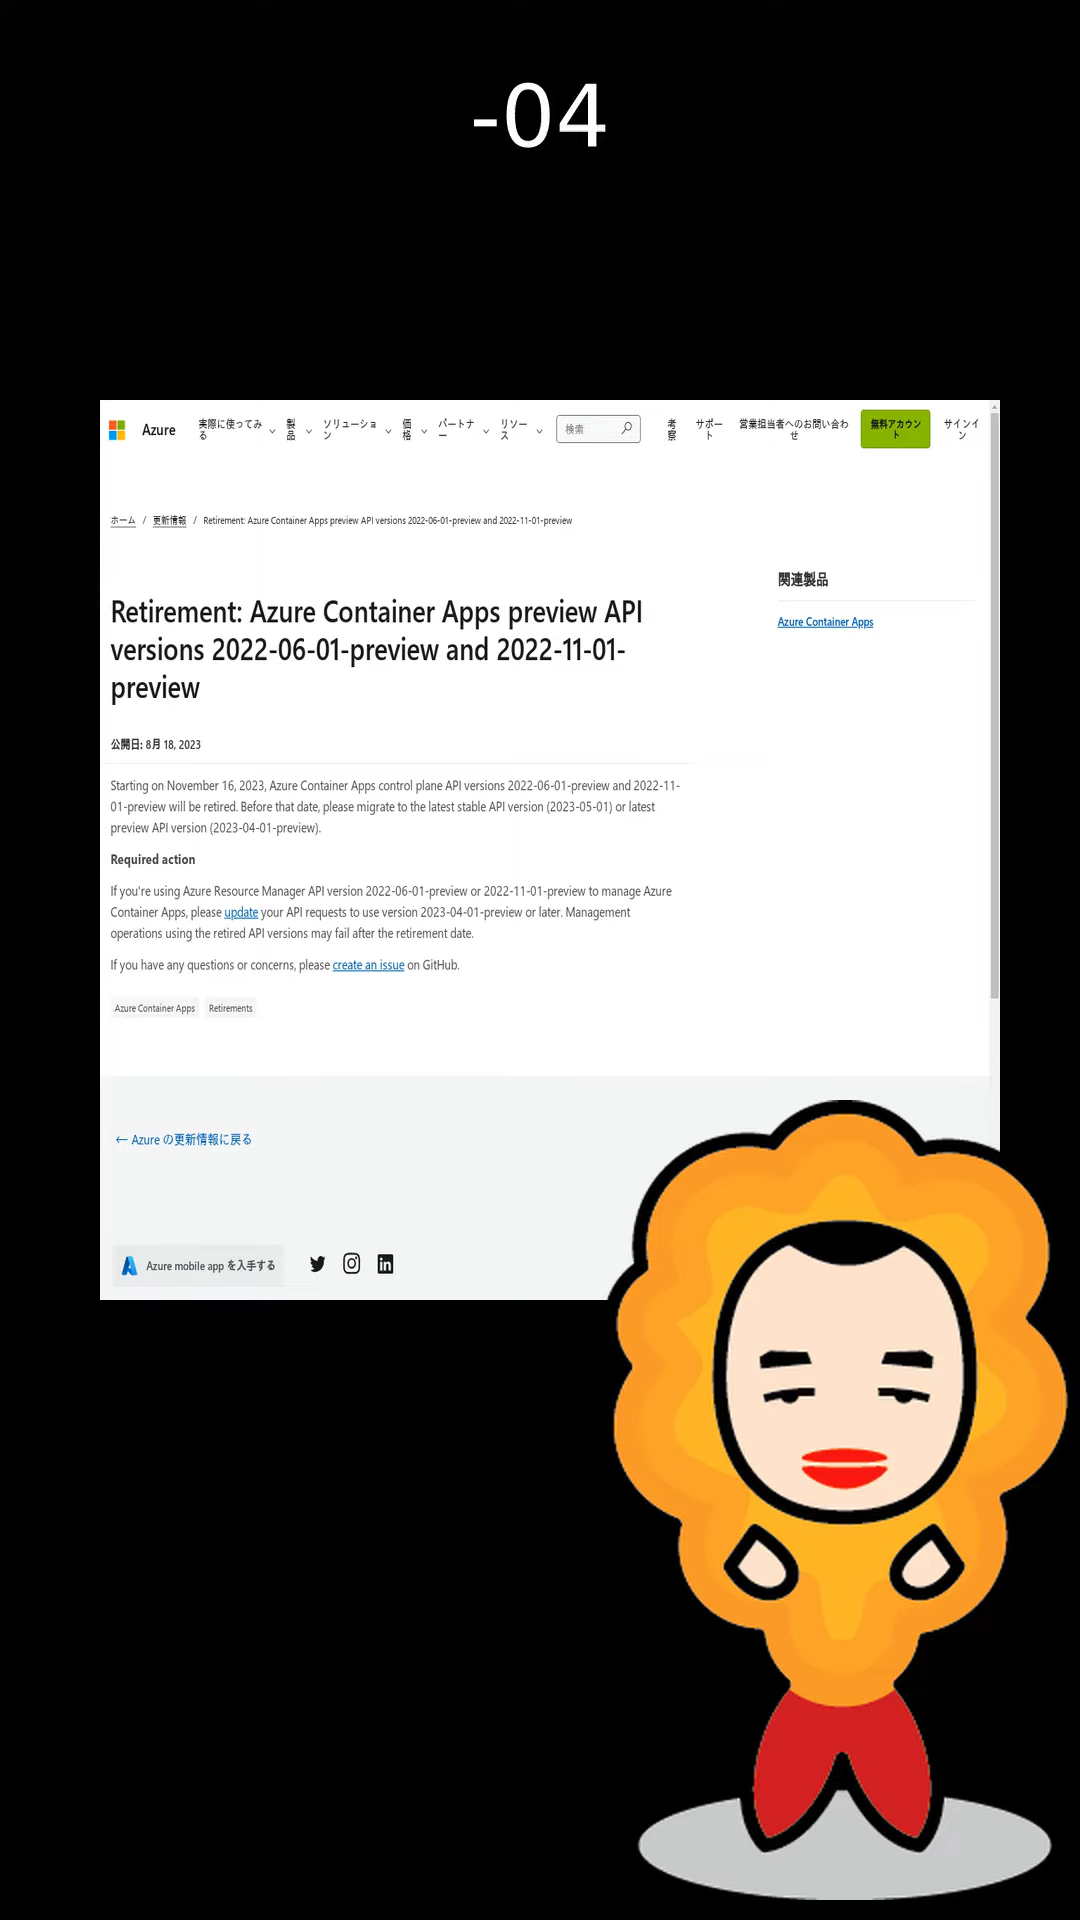 -04
Azure
実際に使ってみ
る
製
品
ソリューショ
ン
価
格
パートナ
ー
リソー
ス
検索
考
察
サポー
ト
営業担当者へのお問い合わ
せ
無料アカウン
ト
サインイ
ン
ホーム / 更新情報 / Retirement: Azure Container Apps preview API versions 2022-06-01-preview and 2022-11-01-preview
Retirement: Azure Container Apps preview API
versions 2022-06-01-preview and 2022-11-01-
preview
関連製品
Azure Container Apps
公開日: 8月 18, 2023
Starting on November 16, 2023, Azure Container Apps control plane API versions 2022-06-01-preview and 2022-11-
01-preview will be retired. Before that date, please migrate to the latest stable API version (2023-05-01) or latest
preview API version (2023-04-01-preview).
Required action
If you're using Azure Resource Manager API version 2022-06-01-preview or 2022-11-01-preview to manage Azure
Container Apps, please update your API requests to use version 2023-04-01-preview or later. Management
operations using the retired API versions may fail after the retirement date.
If you have any questions or concerns, please create an issue on GitHub.
Azure Container Apps Retirements
← Azure の更新情報に戻る
Azure mobile app を入手する